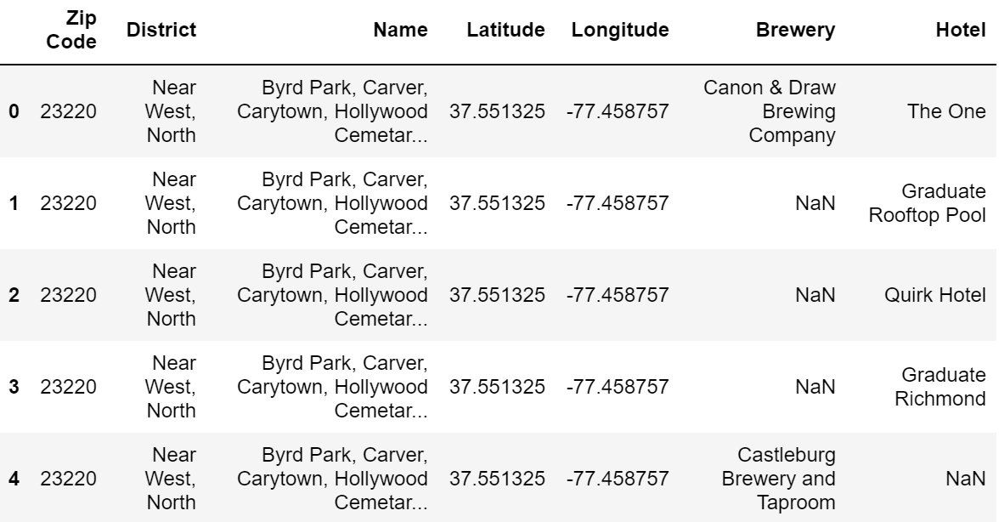 Zip Code District Name Latitude Longitude Brewery Hotel
0 23220 Near West, North Byrd Park, Carver, Carytown, Hollywood Cemetar... 37.551325 -77.458757 Canon & Draw Brewing Company The One
1 23220 Near West, North Byrd Park, Carver, Carytown, Hollywood Cemetar... 37.551325 -77.458757 NaN Graduate Rooftop Pool
2 23220 Near West, North Byrd Park, Carver, Carytown, Hollywood Cemetar... 37.551325 -77.458757 NaN Quirk Hotel
3 23220 Near West, North Byrd Park, Carver, Carytown, Hollywood Cemetar... 37.551325 -77.458757 NaN Graduate Richmond
4 23220 Near West, North Byrd Park, Carver, Carytown, Hollywood Cemetar... 37.551325 -77.458757 Castleburg Brewery and Taproom NaN